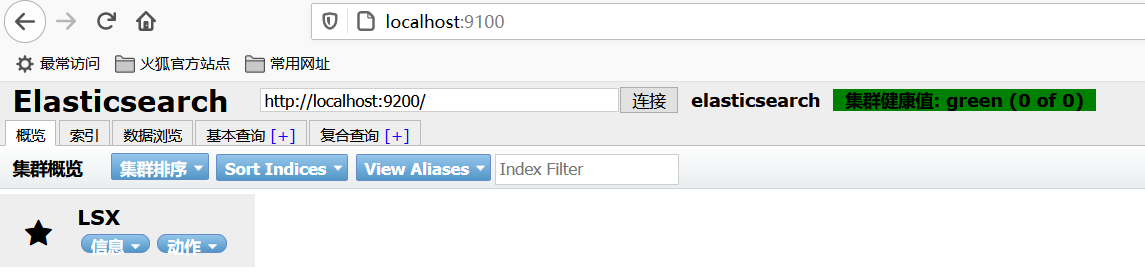 localhost:9100
最常访问 火狐官方站点 常用网址
Elasticsearch http://localhost:9200/ 连接 elasticsearch 集群健康值: green (0 of 0)
概览 索引 数据浏览 基本查询 [+] 复合查询 [+]
集群概览 集群排序 Sort Indices View Aliases Index Filter
LSX
信息 动作